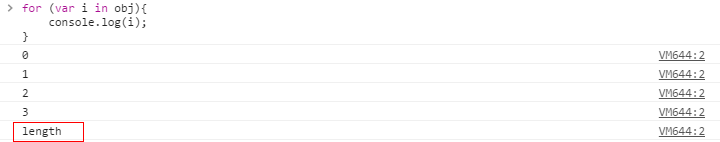 > for (var i in obj){
console.log(i);
}
0 VM644:2
1 VM644:2
2 VM644:2
3 VM644:2
length VM644:2